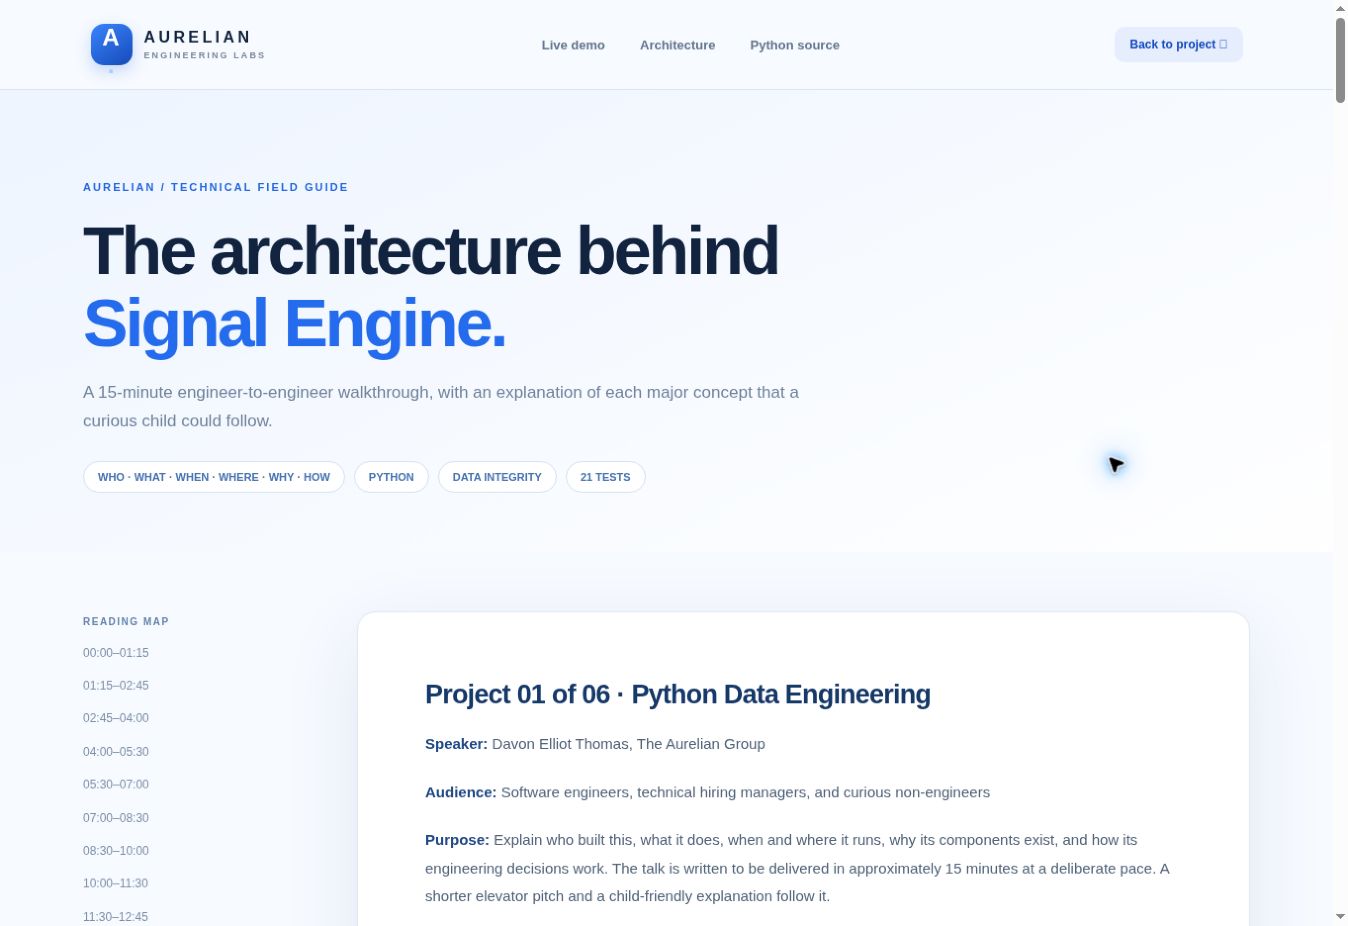 A
AURELIAN
ENGINEERING LABS
Live demo
Architecture
Python source
Back to project
AURELIAN / TECHNICAL FIELD GUIDE
The architecture behind
Signal Engine.
A 15-minute engineer-to-engineer walkthrough, with an explanation of each major concept that a
curious child could follow.
WHO · WHAT · WHEN · WHERE · WHY · HOW
PYTHON
DATA INTEGRITY
21 TESTS
READING MAP
00:00–01:15
01:15–02:45
02:45–04:00
04:00–05:30
05:30–07:00
07:00–08:30
08:30–10:00
10:00–11:30
11:30–12:45
Project 01 of 06 · Python Data Engineering
Speaker: Davon Elliot Thomas, The Aurelian Group
Audience: Software engineers, technical hiring managers, and curious non-engineers
Purpose: Explain who built this, what it does, when and where it runs, why its components exist, and how its
engineering decisions work. The talk is written to be delivered in approximately 15 minutes at a deliberate pace. A
shorter elevator pitch and a child-friendly explanation follow it.